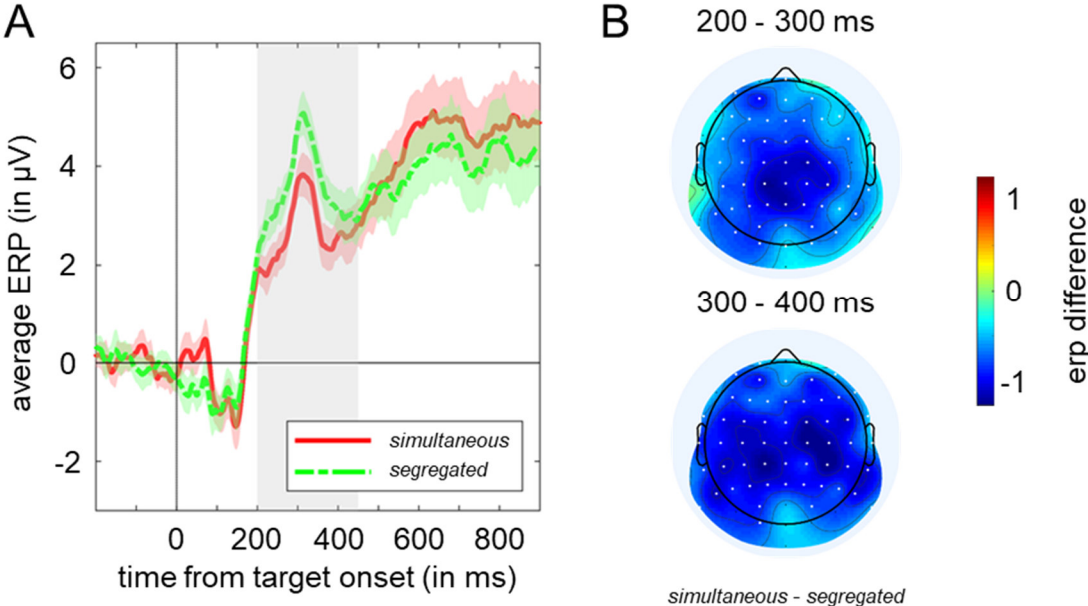 A
average ERP (in µV)
6
4
2
0
-2
simultaneous
segregated
0 200 400 600 800
time from target onset (in ms)
B
200 - 300 ms
300 - 400 ms
1
0
-1
erp difference
simultaneous - segregated